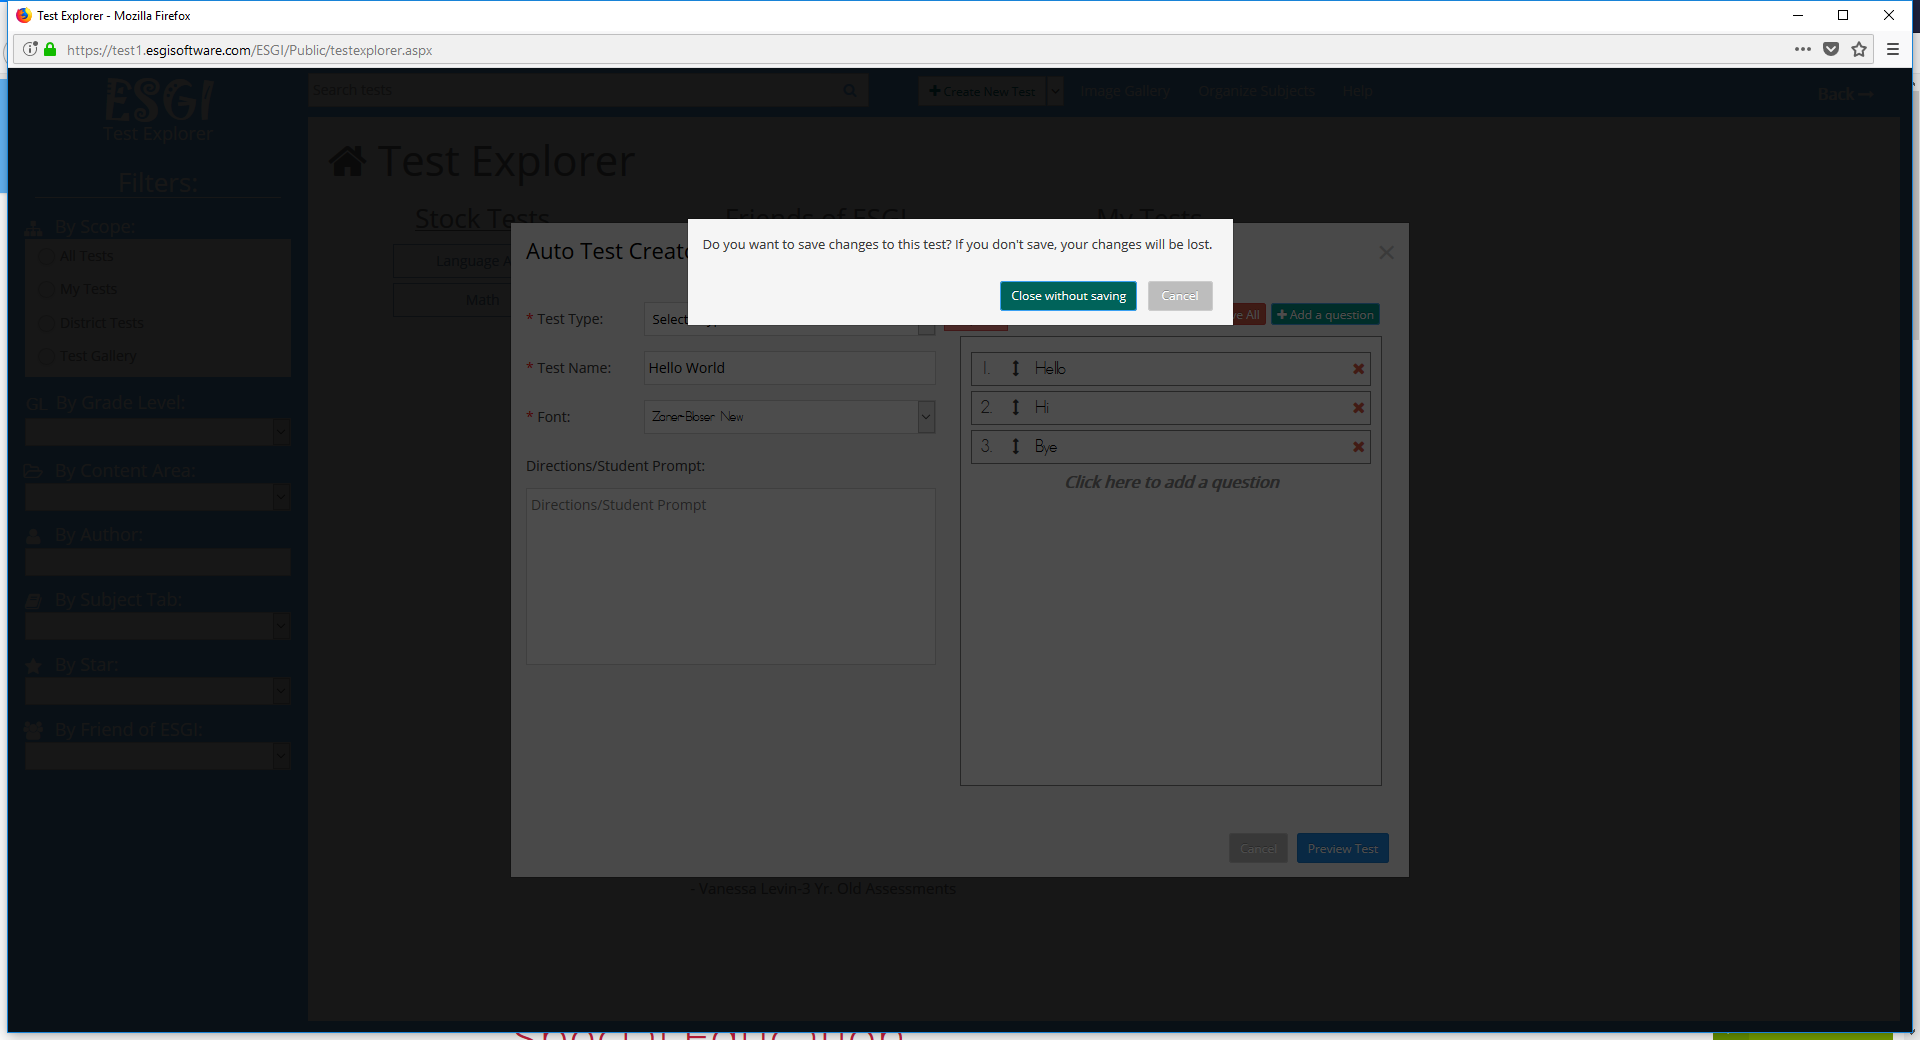 Test Explorer - Mozilla Firefox
https://test1.esgisoftware.com/ESGI/Public/testexplorer.aspx
ESGI
Test Explorer
Search tests
Create New Test
Image Gallery
Organize Subjects
Help
Back
Filters:
By Scope:
All Tests
My Tests
District Tests
Test Gallery
GL By Grade Level:
By Content Area:
By Author:
By Subject Tab:
By Star:
By Friend of ESGI:
Test Explorer
Stock Tests
Friends of ESGI
My Tests
Language A
Math
Do you want to save changes to this test? If you don't save, your changes will be lost.
Close without saving
Cancel
Auto Test Creato
* Test Type:
Select
* Test Name:
Hello World
* Font:
Zaner-Bloser New
Directions/Student Prompt:
Directions/Student Prompt
ve All
Add a question
1. Hello
2. Hi
3. Bye
Click here to add a question
Cancel
Preview Test
- Vanessa Levin-3 Yr. Old Assessments
Special Education